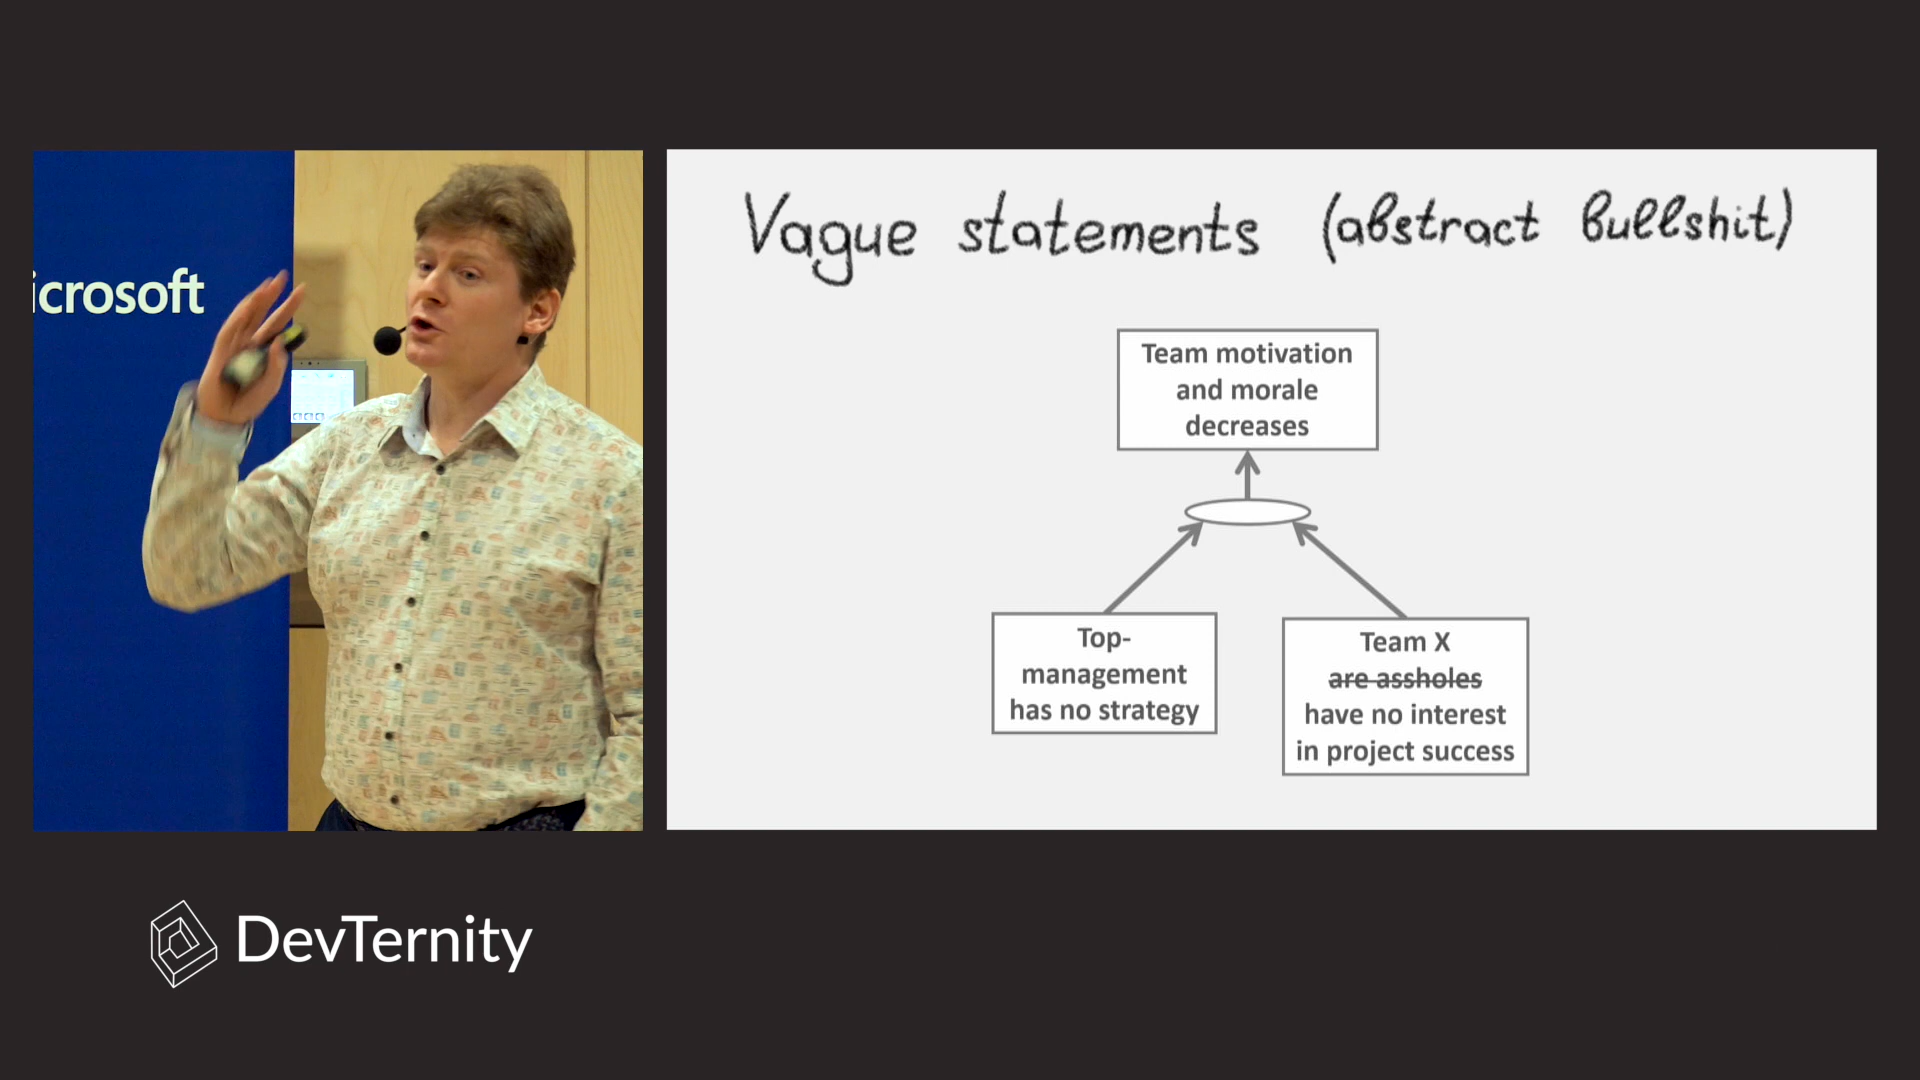 icrosoft
Vague statements (abstract bullshit)
Team motivation
and morale
decreases
Top-
management
has no strategy
Team X
are assholes
have no interest
in project success
DevTernity